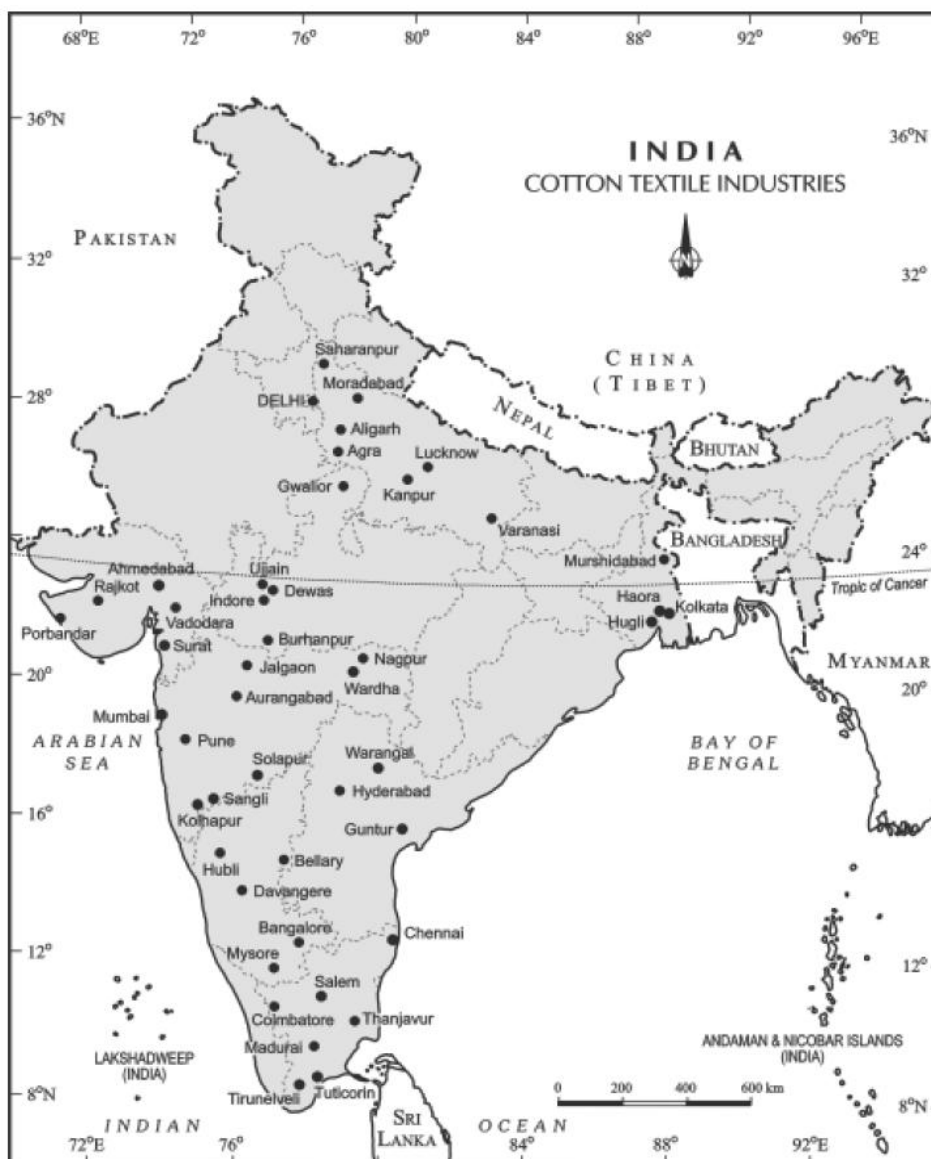 68°E 72° 76° 80° 84° 88° 92° 96°E
36°N
36°N
INDIA
COTTON TEXTILE INDUSTRIES
N
PAKISTAN
32°
32°
CHINA
(TIBET)
Saharanpur
Moradabad
28°
28°
DELHI
NEPAL
Aligarh
BHUTAN
Agra
Lucknow
Gwalior
Kanpur
Varanasi
BANGLADESH
24°
Murshidabad
Ahmedabad
Ujjain
Tropic of Cancer
Rajkot
Dewas
Indore
Haora
Kolkata
Porbandar
Vadodara
Hugli
Surat
Burhanpur
MYANMAR
Jalgaon
Nagpur
20°
20°
Wardha
Aurangabad
Mumbai
ARABIAN
SEA
Pune
BAY OF
BENGAL
Warangal
Solapur
Hyderabad
Sangli
16°
16°
Kolhapur
Guntur
Hubli
Bellary
Davangere
Bangalore
Chennai
12°
12°
Mysore
Salem
Coimbatore
Thanjavur
Madurai
LAKSHADWEEP
(INDIA)
ANDAMAN & NICOBAR ISLANDS
(INDIA)
Tirunelveli
Tuticorin
0 200 400 600 km
8°N
8°N
INDIAN
SRI
LANKA
OCEAN
72°E 76° 84° 88° 92°E